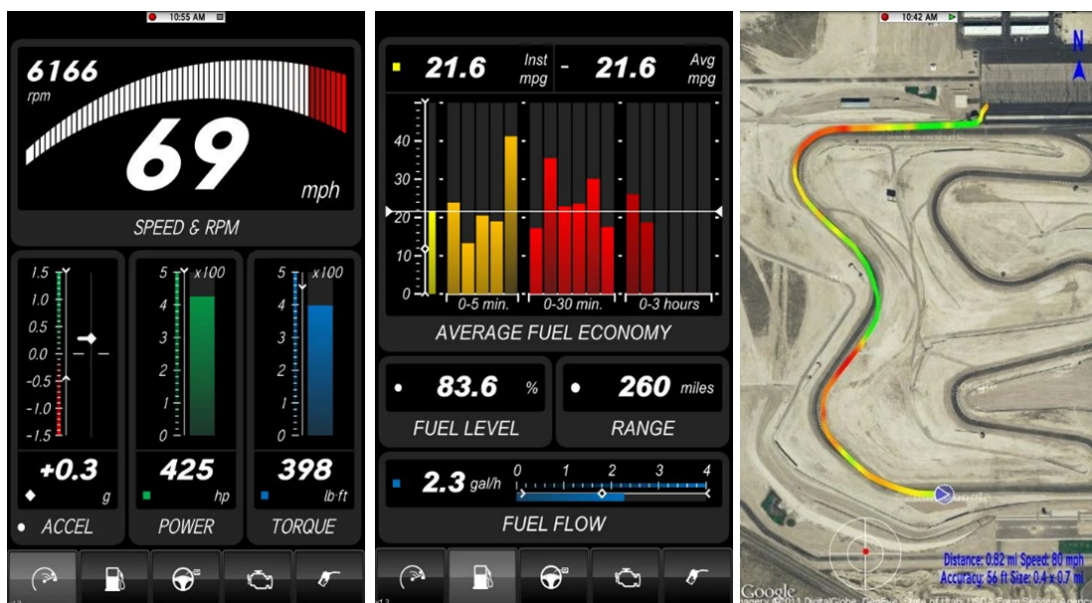 10:55 AM
6166
rpm
69
mph
SPEED & RPM
1.5
1.0
0.5
0.0
-0.5
-1.0
-1.5
+0.3
g
ACCEL
5 x100
4
3
2
1
0
425
hp
POWER
5 x100
4
3
2
1
0
398
lb·ft
TORQUE
21.6 Inst mpg
21.6 Avg mpg
40
30
20
10
0
0-5 min. 0-30 min. 0-3 hours
AVERAGE FUEL ECONOMY
83.6 %
FUEL LEVEL
260 miles
RANGE
0 1 2 3 4
2.3 gal/h
FUEL FLOW
10:42 AM
N
Distance: 0.82 mi Speed: 80 mph
Accuracy: 56 ft Size: 0.4 x 0.7 mi
Google